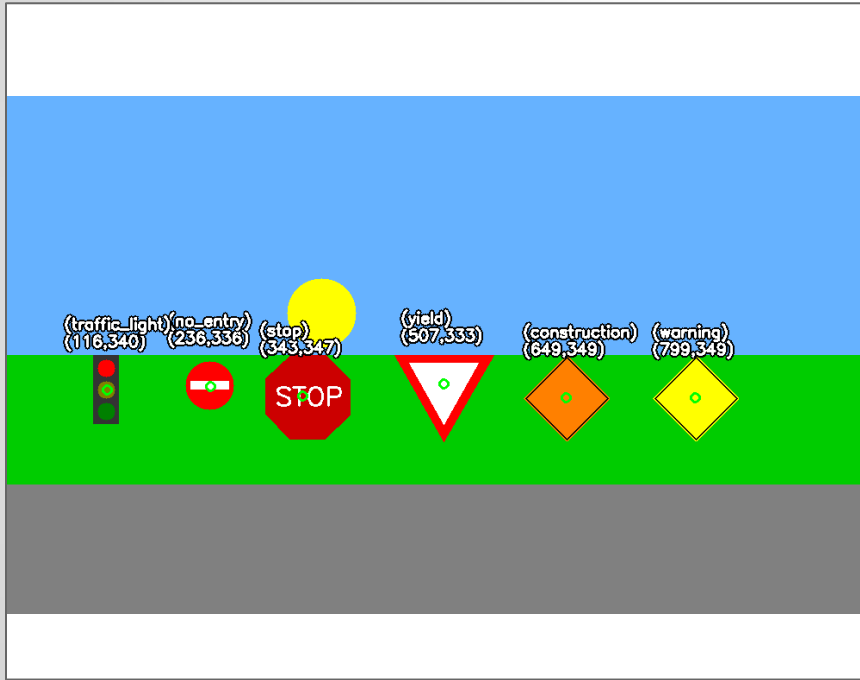 (traffic_light)
(116,340)
(no_entry)
(236,336)
(stop)
(343,347)
(yield)
(507,333)
(construction)
(649,349)
(warning)
(799,349)
STOP